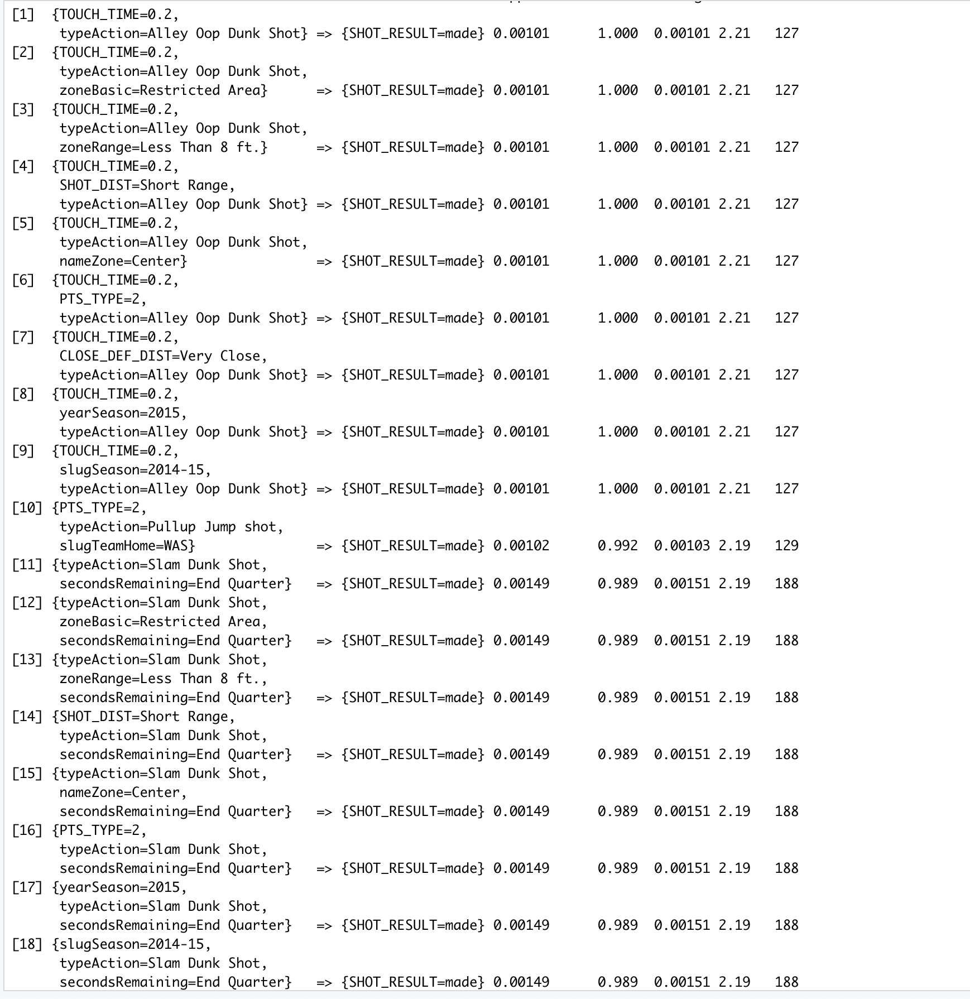 [1] {TOUCH_TIME=0.2,
typeAction=Alley Oop Dunk Shot} => {SHOT_RESULT=made} 0.00101 1.000 0.00101 2.21 127
[2] {TOUCH_TIME=0.2,
typeAction=Alley Oop Dunk Shot,
zoneBasic=Restricted Area} => {SHOT_RESULT=made} 0.00101 1.000 0.00101 2.21 127
[3] {TOUCH_TIME=0.2,
typeAction=Alley Oop Dunk Shot,
zoneRange=Less Than 8 ft.} => {SHOT_RESULT=made} 0.00101 1.000 0.00101 2.21 127
[4] {TOUCH_TIME=0.2,
SHOT_DIST=Short Range,
typeAction=Alley Oop Dunk Shot} => {SHOT_RESULT=made} 0.00101 1.000 0.00101 2.21 127
[5] {TOUCH_TIME=0.2,
typeAction=Alley Oop Dunk Shot,
nameZone=Center} => {SHOT_RESULT=made} 0.00101 1.000 0.00101 2.21 127
[6] {TOUCH_TIME=0.2,
PTS_TYPE=2,
typeAction=Alley Oop Dunk Shot} => {SHOT_RESULT=made} 0.00101 1.000 0.00101 2.21 127
[7] {TOUCH_TIME=0.2,
CLOSE_DEF_DIST=Very Close,
typeAction=Alley Oop Dunk Shot} => {SHOT_RESULT=made} 0.00101 1.000 0.00101 2.21 127
[8] {TOUCH_TIME=0.2,
yearSeason=2015,
typeAction=Alley Oop Dunk Shot} => {SHOT_RESULT=made} 0.00101 1.000 0.00101 2.21 127
[9] {TOUCH_TIME=0.2,
slugSeason=2014-15,
typeAction=Alley Oop Dunk Shot} => {SHOT_RESULT=made} 0.00101 1.000 0.00101 2.21 127
[10] {PTS_TYPE=2,
typeAction=Pullup Jump shot,
slugTeamHome=WAS} => {SHOT_RESULT=made} 0.00102 0.992 0.00103 2.19 129
[11] {typeAction=Slam Dunk Shot,
secondsRemaining=End Quarter} => {SHOT_RESULT=made} 0.00149 0.989 0.00151 2.19 188
[12] {typeAction=Slam Dunk Shot,
zoneBasic=Restricted Area,
secondsRemaining=End Quarter} => {SHOT_RESULT=made} 0.00149 0.989 0.00151 2.19 188
[13] {typeAction=Slam Dunk Shot,
zoneRange=Less Than 8 ft.,
secondsRemaining=End Quarter} => {SHOT_RESULT=made} 0.00149 0.989 0.00151 2.19 188
[14] {SHOT_DIST=Short Range,
typeAction=Slam Dunk Shot,
secondsRemaining=End Quarter} => {SHOT_RESULT=made} 0.00149 0.989 0.00151 2.19 188
[15] {typeAction=Slam Dunk Shot,
nameZone=Center,
secondsRemaining=End Quarter} => {SHOT_RESULT=made} 0.00149 0.989 0.00151 2.19 188
[16] {PTS_TYPE=2,
typeAction=Slam Dunk Shot,
secondsRemaining=End Quarter} => {SHOT_RESULT=made} 0.00149 0.989 0.00151 2.19 188
[17] {yearSeason=2015,
typeAction=Slam Dunk Shot,
secondsRemaining=End Quarter} => {SHOT_RESULT=made} 0.00149 0.989 0.00151 2.19 188
[18] {slugSeason=2014-15,
typeAction=Slam Dunk Shot,
secondsRemaining=End Quarter} => {SHOT_RESULT=made} 0.00149 0.989 0.00151 2.19 188